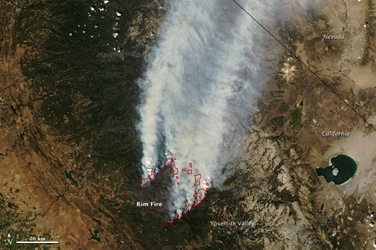 Nevada
California
Rim Fire
Yosemite Valley
N
20 km